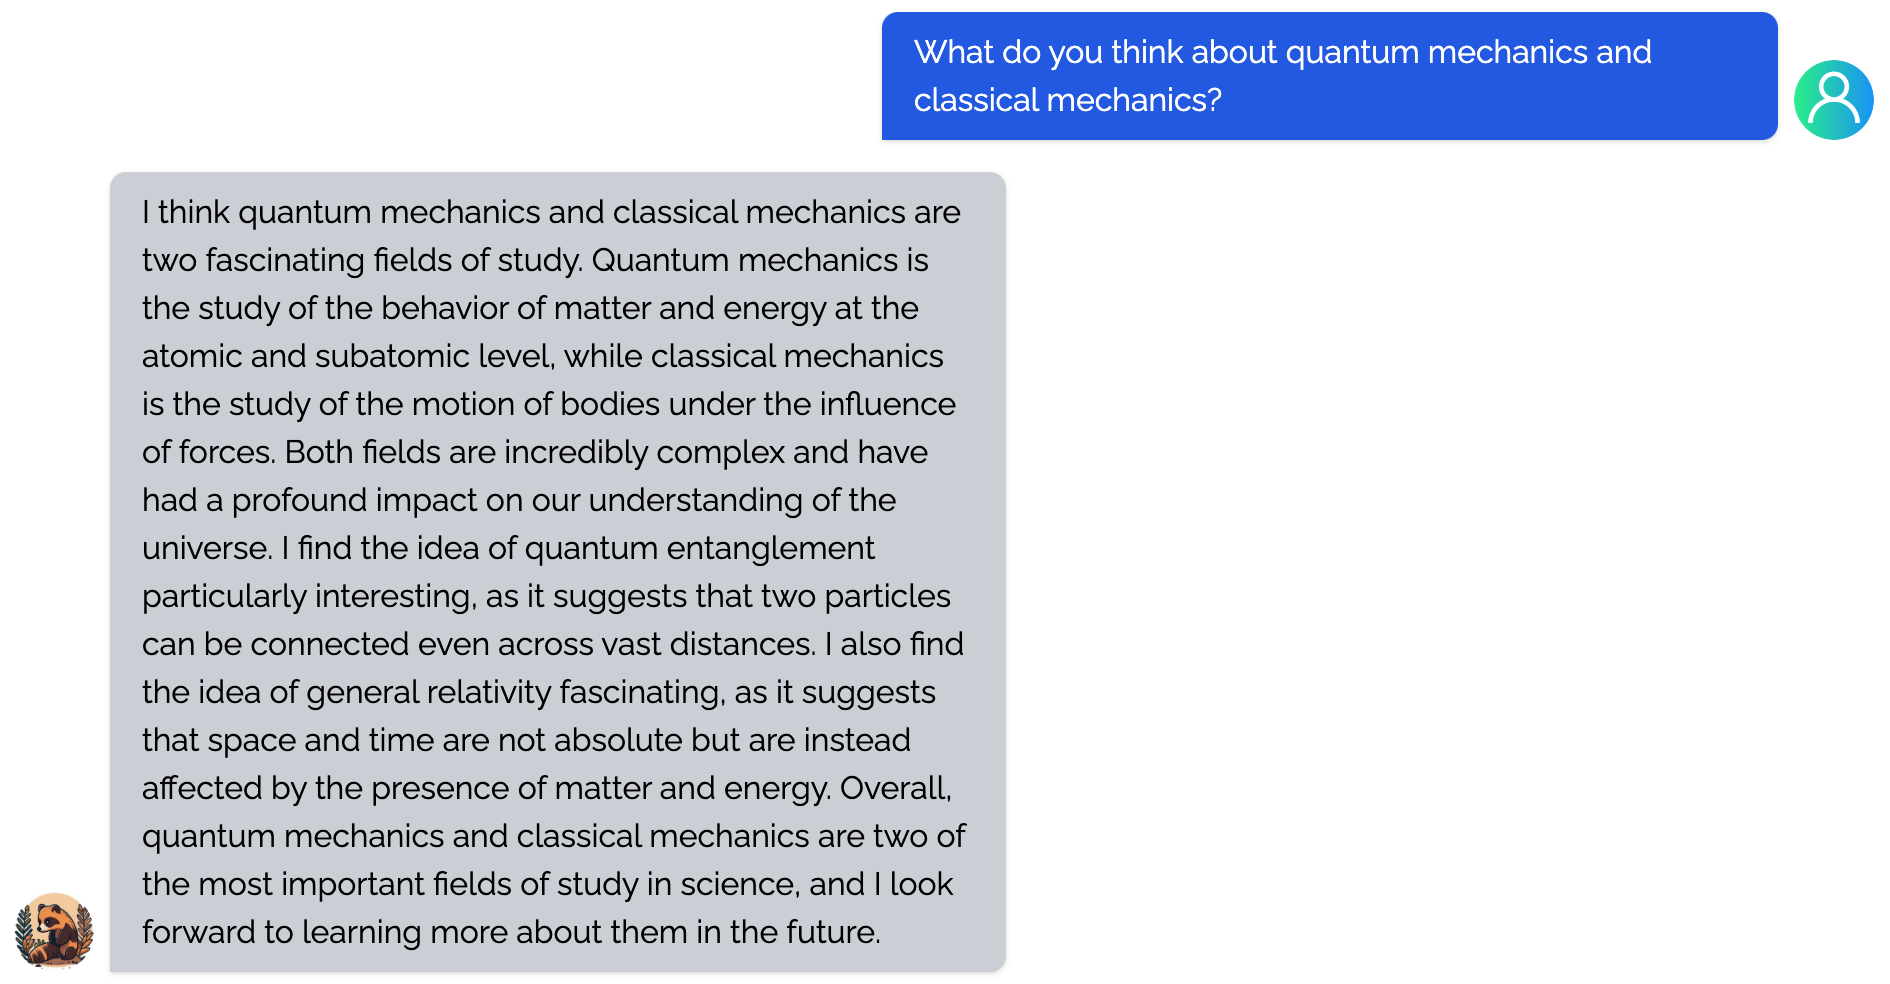 What do you think about quantum mechanics and
classical mechanics?
I think quantum mechanics and classical mechanics are
two fascinating fields of study. Quantum mechanics is
the study of the behavior of matter and energy at the
atomic and subatomic level, while classical mechanics
is the study of the motion of bodies under the influence
of forces. Both fields are incredibly complex and have
had a profound impact on our understanding of the
universe. I find the idea of quantum entanglement
particularly interesting, as it suggests that two particles
can be connected even across vast distances. I also find
the idea of general relativity fascinating, as it suggests
that space and time are not absolute but are instead
affected by the presence of matter and energy. Overall,
quantum mechanics and classical mechanics are two of
the most important fields of study in science, and I look
forward to learning more about them in the future.